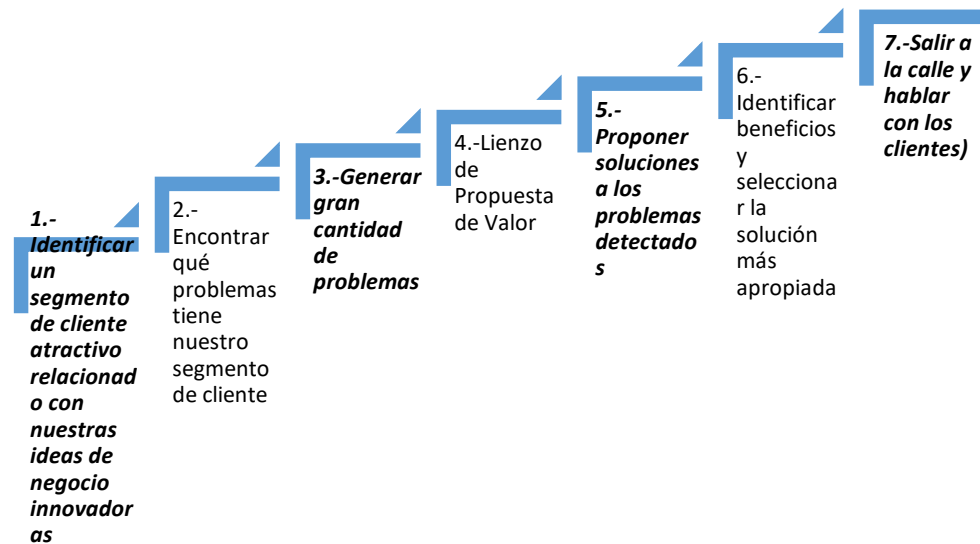 1.-
Identificar
un
segmento
de cliente
atractivo
relacionad
o con
nuestras
ideas de
negocio
innovador
as
2.-
Encontrar
qué
problemas
tiene
nuestro
segmento
de cliente
3.-Generar
gran
cantidad
de
problemas
4.-Lienzo
de
Propuesta
de Valor
5.-
Proponer
soluciones
a los
problemas
detectado
s
6.-
Identificar
beneficios
y
selecciona
r la
solución
más
apropiada
7.-Salir a
la calle y
hablar
con los
clientes)